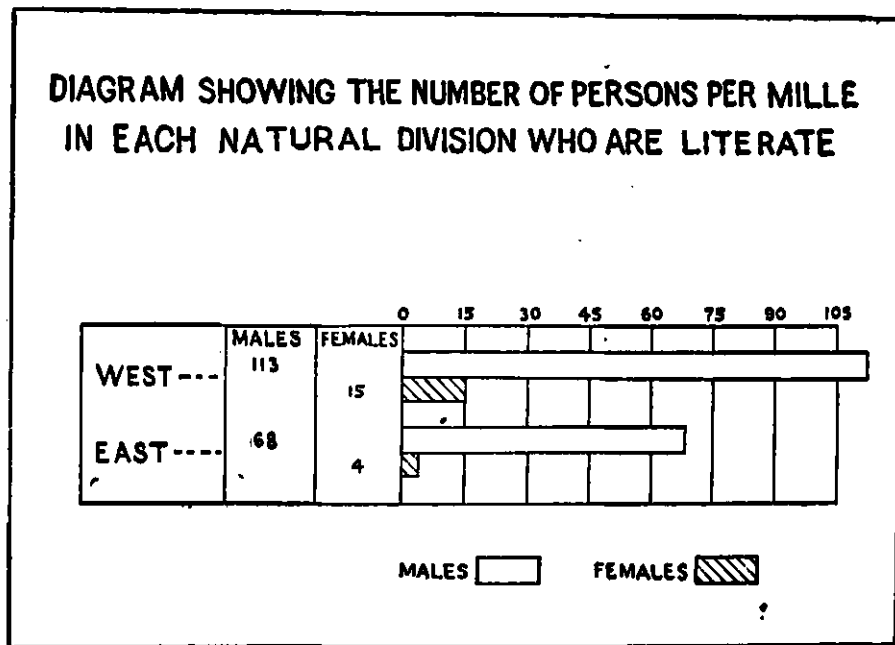 DIAGRAM SHOWING THE NUMBER OF PERSONS PER MILLE
IN EACH NATURAL DIVISION WHO ARE LITERATE
0 15 30 45 60 75 90 105
MALES FEMALES
WEST 113
15
EAST 68
4
MALES FEMALES